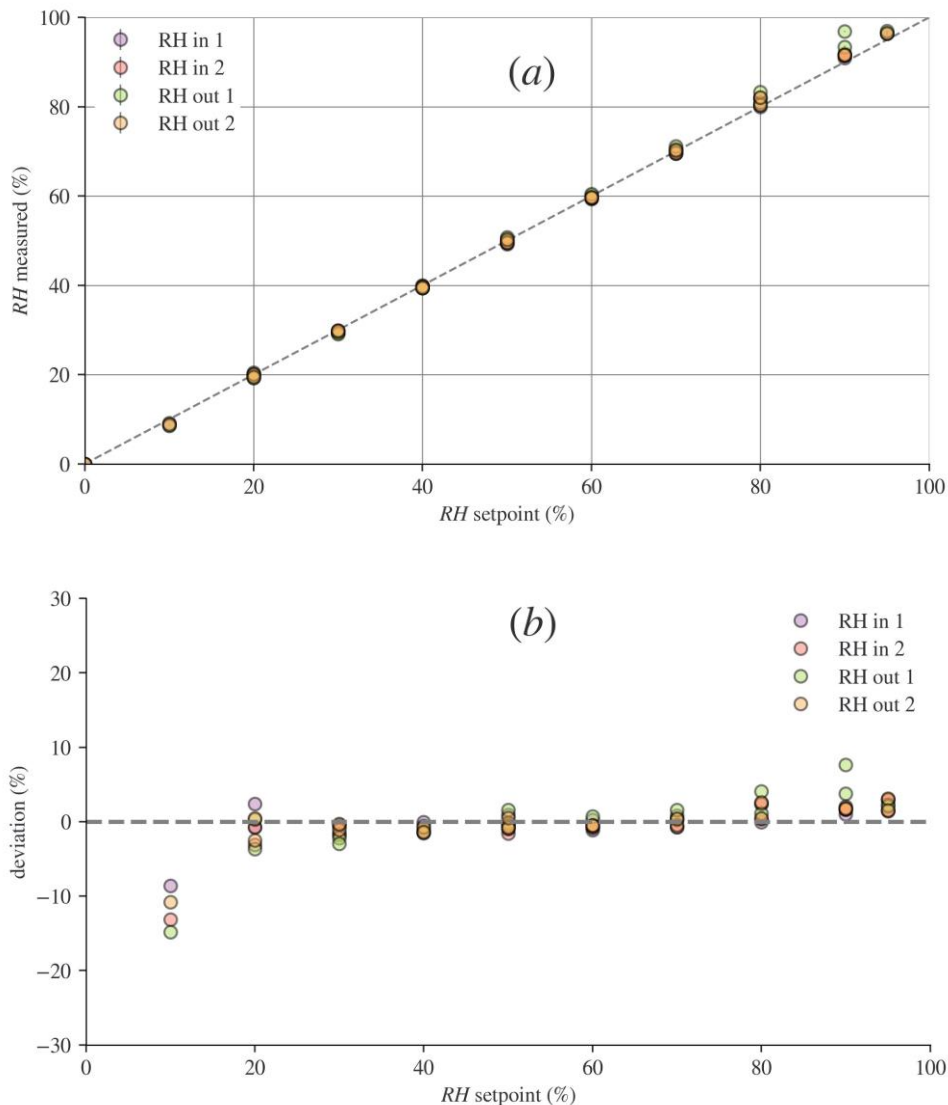 100
80
60
40
20
0
RH measured (%)
RH in 1
RH in 2
RH out 1
RH out 2
(a)
0 20 40 60 80 100
RH setpoint (%)
30
20
10
0
−10
−20
−30
deviation (%)
(b)
RH in 1
RH in 2
RH out 1
RH out 2
0 20 40 60 80 100
RH setpoint (%)